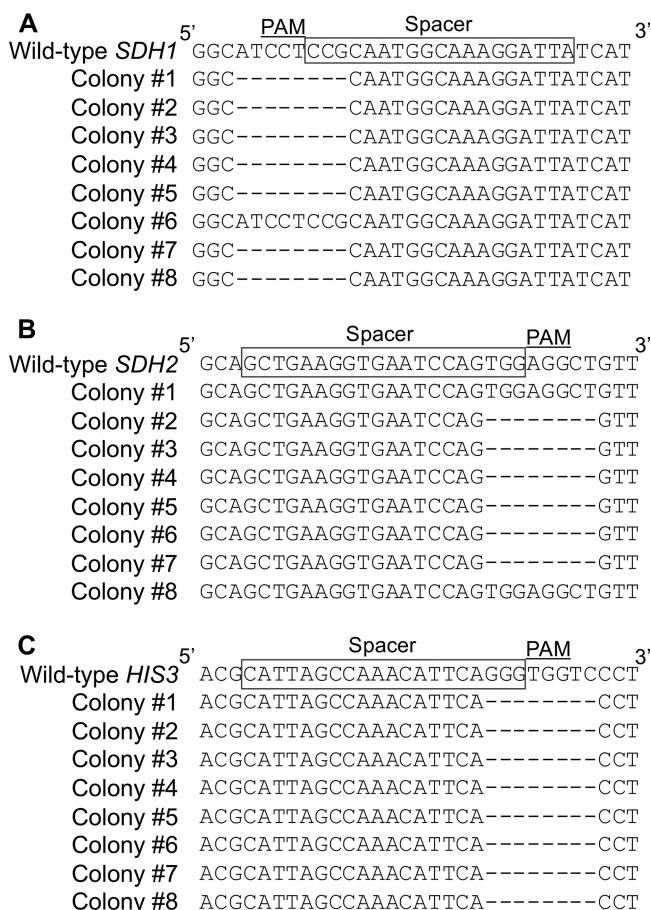 A
5’ PAM Spacer 3’
Wild-type SDH1 GGCATCCTCCGCAATGGCAAAGGATTATCAT
Colony #1 GGC--------CAATGGCAAAGGATTATCAT
Colony #2 GGC--------CAATGGCAAAGGATTATCAT
Colony #3 GGC--------CAATGGCAAAGGATTATCAT
Colony #4 GGC--------CAATGGCAAAGGATTATCAT
Colony #5 GGC--------CAATGGCAAAGGATTATCAT
Colony #6 GGCATCCTCCGCAATGGCAAAGGATTATCAT
Colony #7 GGC--------CAATGGCAAAGGATTATCAT
Colony #8 GGC--------CAATGGCAAAGGATTATCAT
B
5’ Spacer PAM 3’
Wild-type SDH2 GCAGCTGAAGGTGAATCCAGTGGAGGCTGTT
Colony #1 GCAGCTGAAGGTGAATCCAGTGGAGGCTGTT
Colony #2 GCAGCTGAAGGTGAATCCAG--------GTT
Colony #3 GCAGCTGAAGGTGAATCCAG--------GTT
Colony #4 GCAGCTGAAGGTGAATCCAG--------GTT
Colony #5 GCAGCTGAAGGTGAATCCAG--------GTT
Colony #6 GCAGCTGAAGGTGAATCCAG--------GTT
Colony #7 GCAGCTGAAGGTGAATCCAG--------GTT
Colony #8 GCAGCTGAAGGTGAATCCAGTGGAGGCTGTT
C
5’ Spacer PAM 3’
Wild-type HIS3 ACGCATTAGCCAAACATTCAGGGTGGTCCCT
Colony #1 ACGCATTAGCCAAACATTCA--------CCT
Colony #2 ACGCATTAGCCAAACATTCA--------CCT
Colony #3 ACGCATTAGCCAAACATTCA--------CCT
Colony #4 ACGCATTAGCCAAACATTCA--------CCT
Colony #5 ACGCATTAGCCAAACATTCA--------CCT
Colony #6 ACGCATTAGCCAAACATTCA--------CCT
Colony #7 ACGCATTAGCCAAACATTCA--------CCT
Colony #8 ACGCATTAGCCAAACATTCA--------CCT